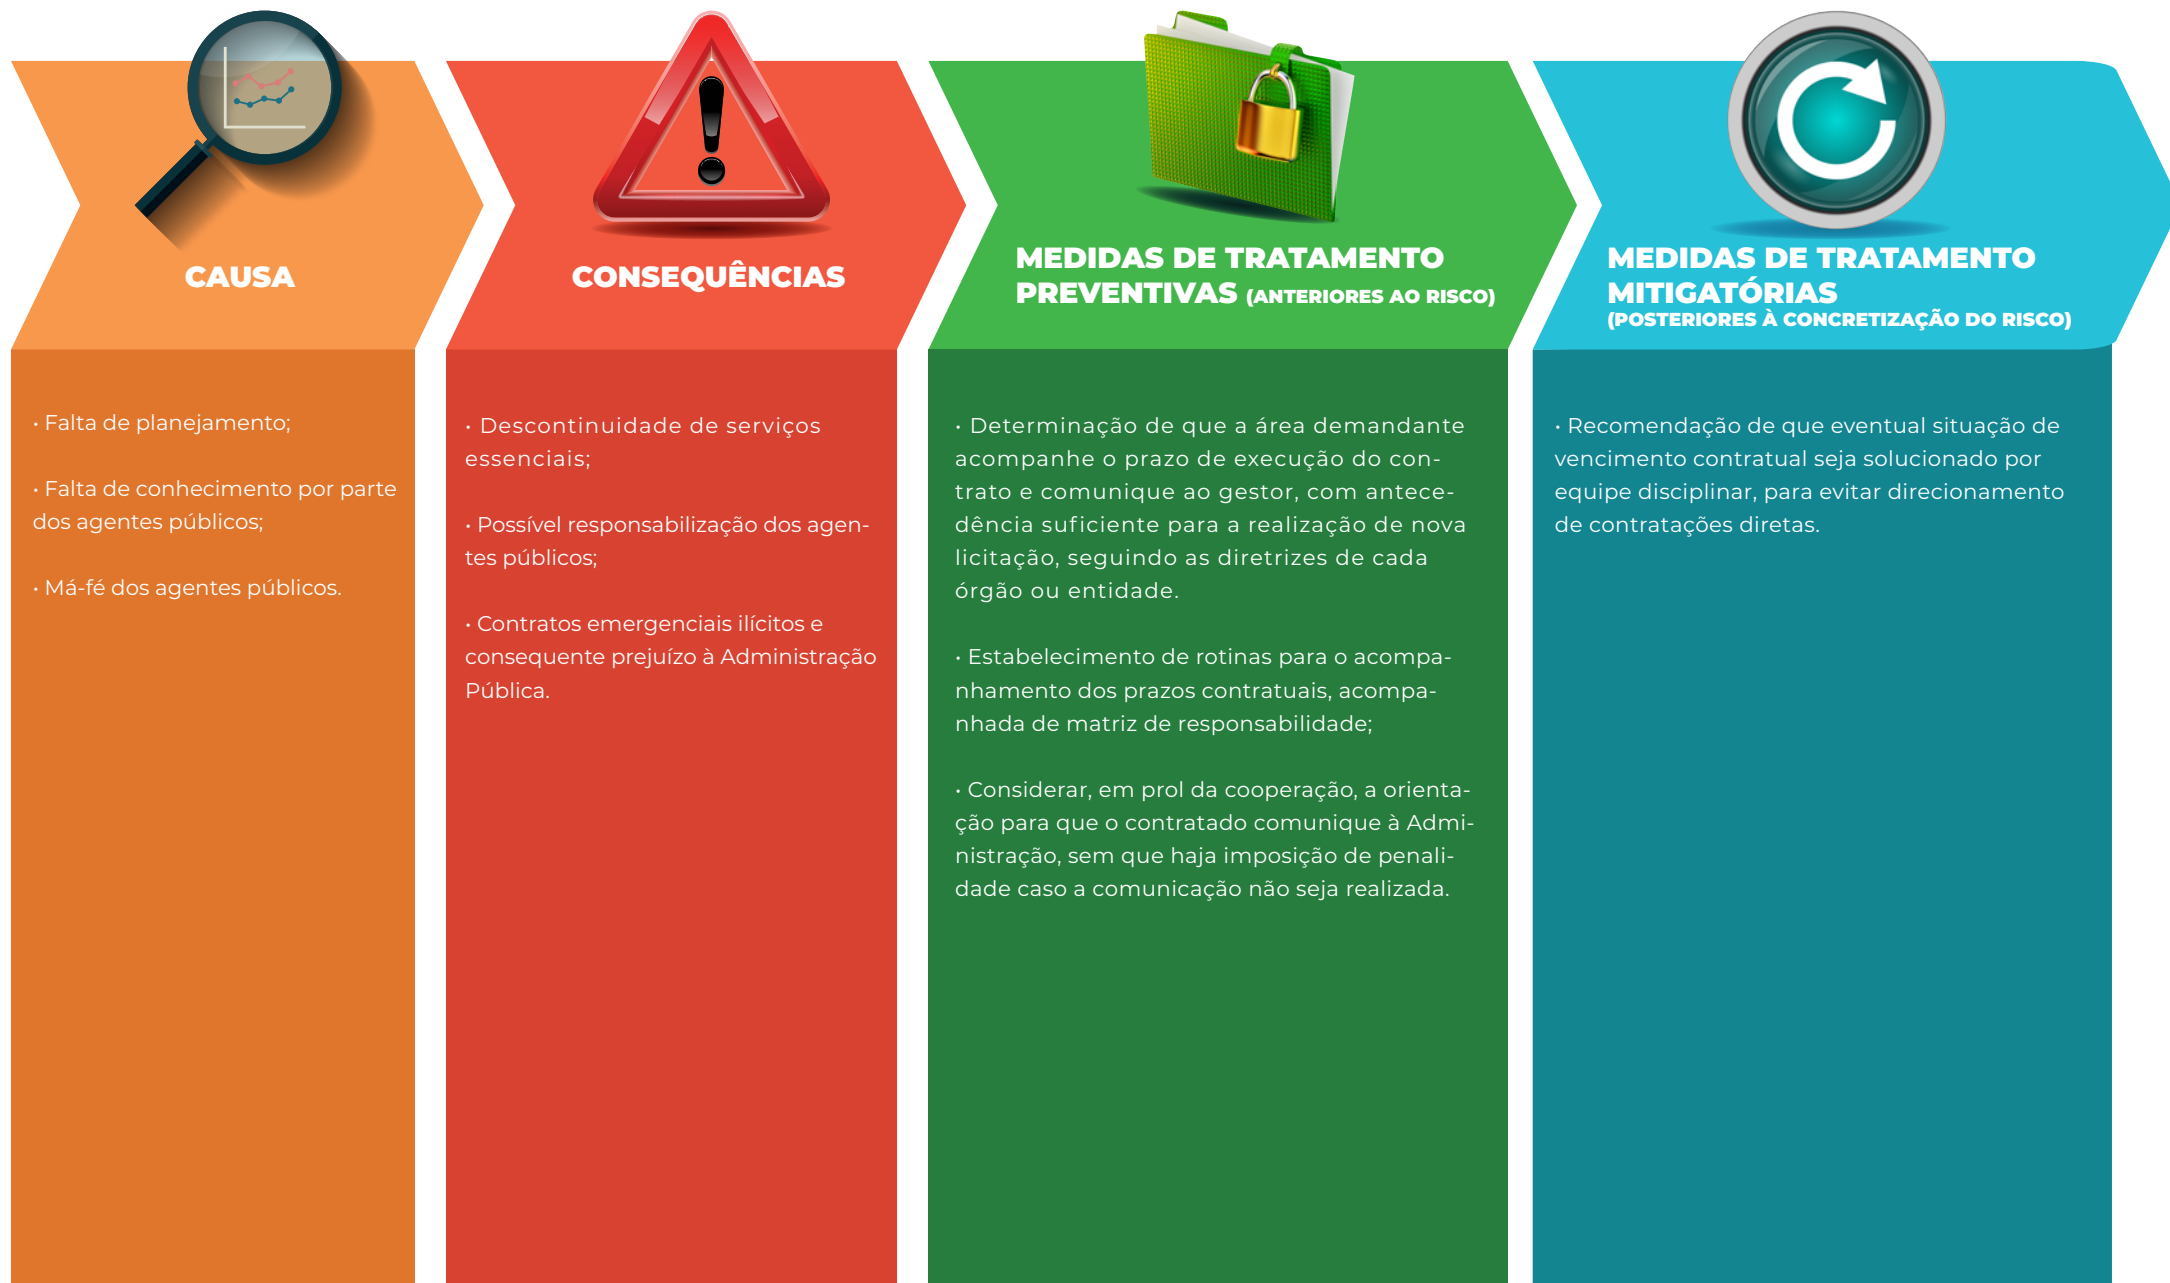 CAUSA
• Falta de planejamento;
• Falta de conhecimento por parte
dos agentes públicos;
• Má-fé dos agentes públicos.
CONSEQUÊNCIAS
• Descontinuidade de serviços
essenciais;
• Possível responsabilização dos agen-
tes públicos;
• Contratos emergenciais ilícitos e
consequente prejuízo à Administração
Pública.
MEDIDAS DE TRATAMENTO
PREVENTIVAS (ANTERIORES AO RISCO)
• Determinação de que a área demandante
acompanhe o prazo de execução do con-
trato e comunique ao gestor, com antece-
dência suficiente para a realização de nova
licitação, seguindo as diretrizes de cada
órgão ou entidade.
• Estabelecimento de rotinas para o acompa-
nhamento dos prazos contratuais, acompa-
nhada de matriz de responsabilidade;
• Considerar, em prol da cooperação, a orienta-
ção para que o contratado comunique à Admi-
nistração, sem que haja imposição de penali-
dade caso a comunicação não seja realizada.
MEDIDAS DE TRATAMENTO
MITIGATÓRIAS
(POSTERIORES À CONCRETIZAÇÃO DO RISCO)
• Recomendação de que eventual situação de
vencimento contratual seja solucionado por
equipe disciplinar, para evitar direcionamento
de contratações diretas.